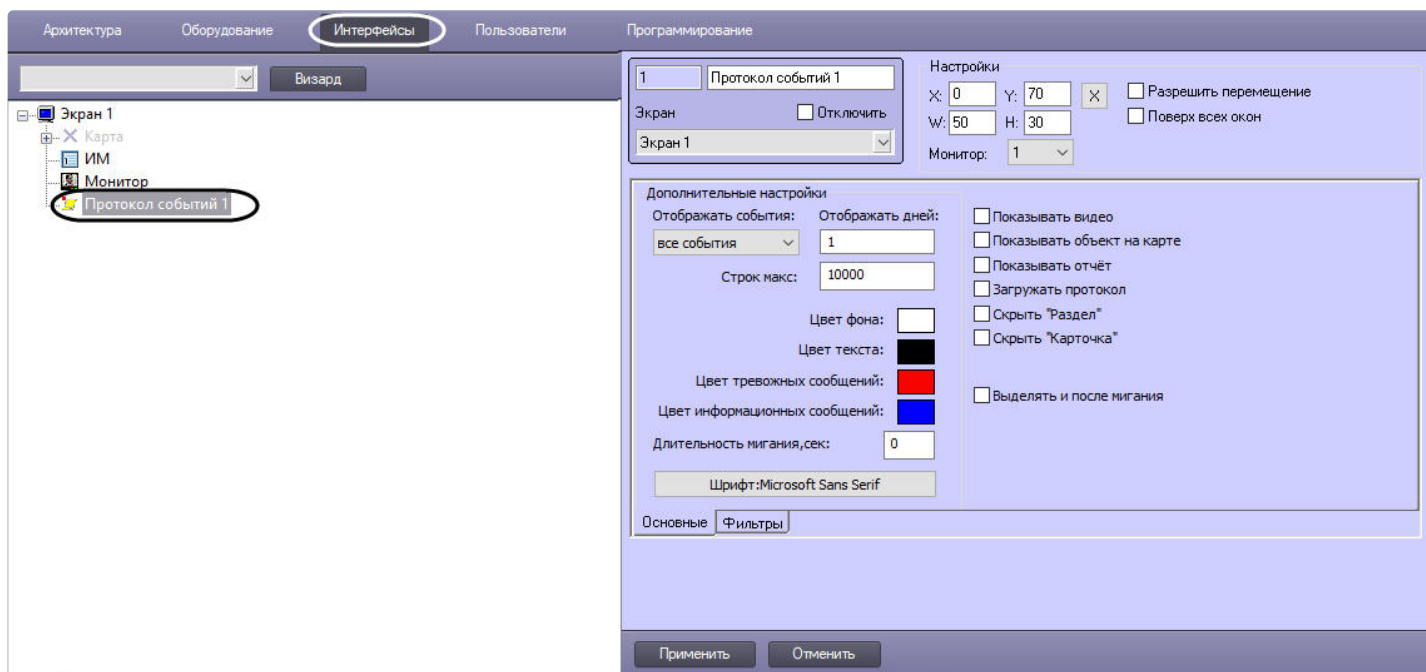 Архитектура Оборудование Интерфейсы Пользователи Программирование
Визард
Экран 1
Карта
ИМ
Монитор
Протокол событий 1
1 Протокол событий 1
Экран Отключить
Экран 1
Настройки
X: 0 Y: 70 X Разрешить перемещение
W: 50 H: 30 Поверх всех окон
Монитор: 1
Дополнительные настройки
Отображать события: Отображать дней:
все события 1
Строк макс: 10000
Цвет фона:
Цвет текста:
Цвет тревожных сообщений:
Цвет информационных сообщений:
Длительность мигания,сек: 0
Шрифт:Microsoft Sans Serif
Показывать видео
Показывать объект на карте
Показывать отчёт
Загружать протокол
Скрыть "Раздел"
Скрыть "Карточка"
Выделять и после мигания
Основные Фильтры
Применить Отменить